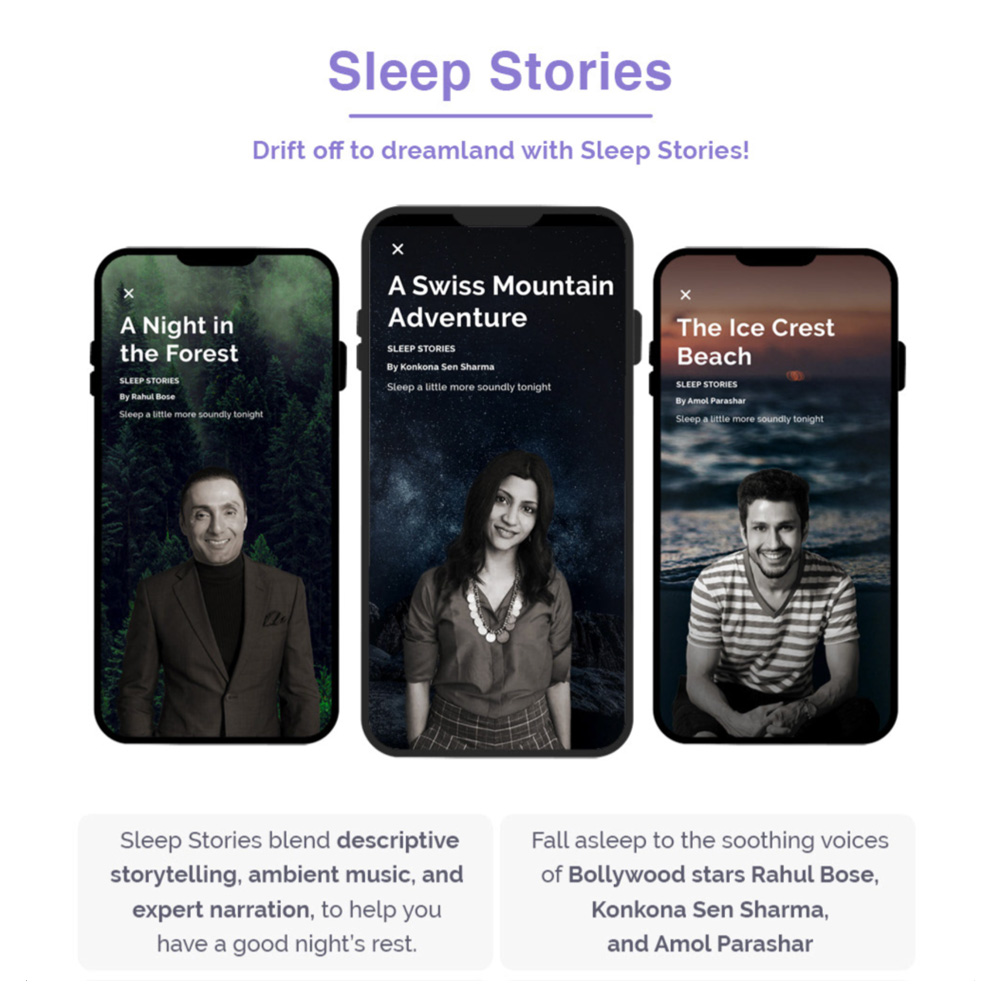 Sleep Stories
Drift off to dreamland with Sleep Stories!
A Night in
the Forest
SLEEP STORIES
By Rahul Bose
Sleep a little more soundly tonight
A Swiss Mountain
Adventure
SLEEP STORIES
By Konkona Sen Sharma
Sleep a little more soundly tonight
The Ice Crest
Beach
SLEEP STORIES
By Amol Parashar
Sleep a little more soundly tonight
Sleep Stories blend descriptive
storytelling, ambient music, and
expert narration, to help you
have a good night's rest.
Fall asleep to the soothing voices
of Bollywood stars Rahul Bose,
Konkona Sen Sharma,
and Amol Parashar